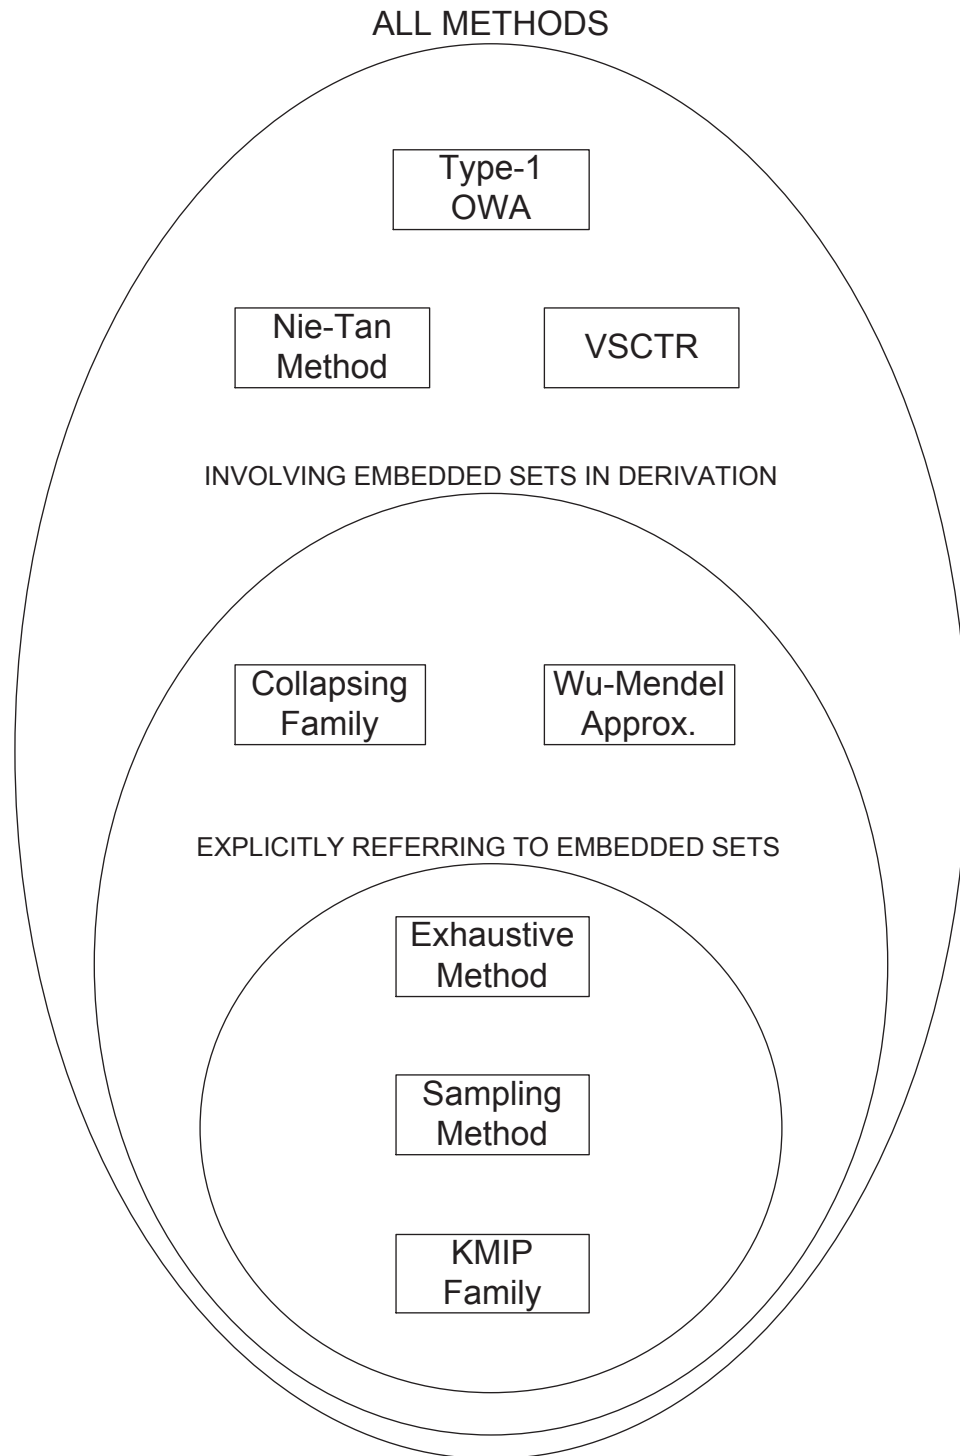 ALL METHODS
Type-1
OWA
Nie-Tan
Method
VSCTR
INVOLVING EMBEDDED SETS IN DERIVATION
Collapsing
Family
Wu-Mendel
Approx.
EXPLICITLY REFERRING TO EMBEDDED SETS
Exhaustive
Method
Sampling
Method
KMIP
Family